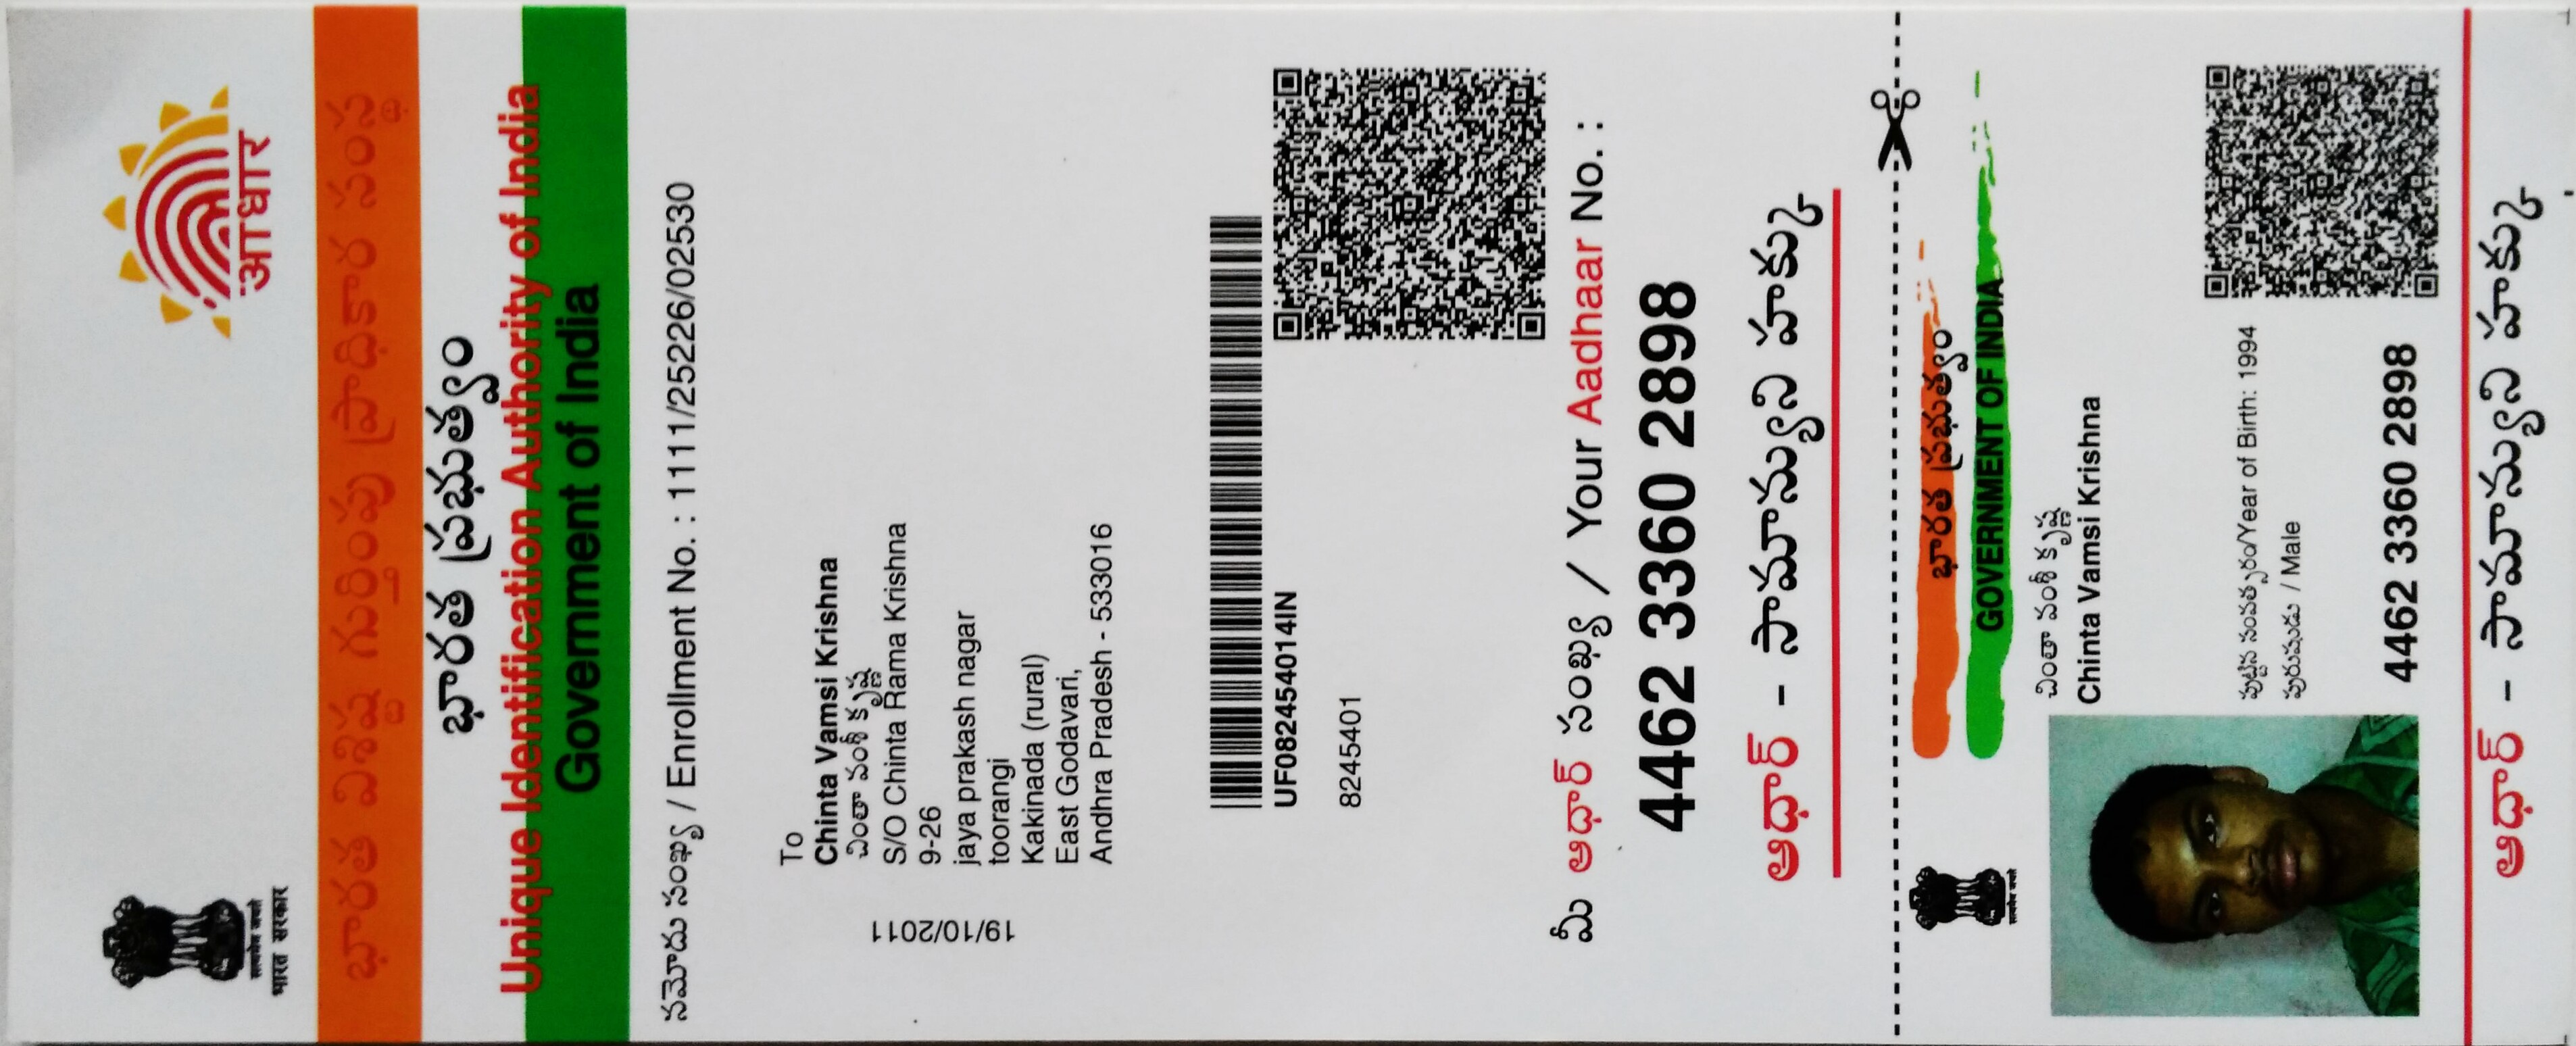 सत्यमेव जयते
भारत सरकार
आधार
భారత విశిష్ట గుర్తింపు ప్రాధికార సంస్థ
భారత ప్రభుత్వం
Unique Identification Authority of India
Government of India
నమోదు సంఖ్య / Enrollment No. : 1111/25226/02530
To
Chinta Vamsi Krishna
చింతా వంశీ కృష్ణ
S/O Chinta Rama Krishna
9-26
jaya prakash nagar
toorangi
Kakinada (rural)
East Godavari,
Andhra Pradesh - 533016
19/10/2011
UF082454014IN
8245401
మీ ఆధార్ సంఖ్య / Your Aadhaar No. :
4462 3360 2898
ఆధార్ - సామాన్యుని హక్కు
सत्यमेव जयते
భారత ప్రభుత్వం
GOVERNMENT OF INDIA
చింతా వంశీ కృష్ణ
Chinta Vamsi Krishna
పుట్టిన సంవత్సరం/Year of Birth: 1994
పురుషుడు / Male
4462 3360 2898
ఆధార్ - సామాన్యుని హక్కు